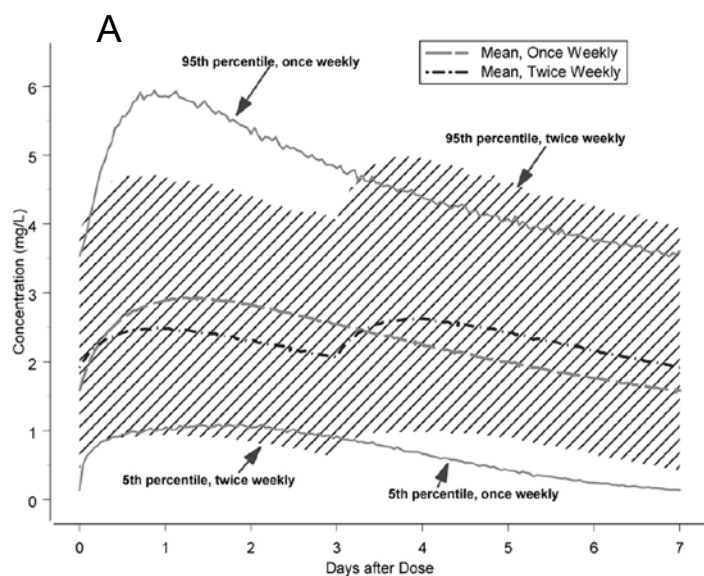 A
95th percentile, once weekly
Mean, Once Weekly
Mean, Twice Weekly
95th percentile, twice weekly
6
5
4
3
2
1
0
Concentration (mg/L)
5th percentile, twice weekly
5th percentile, once weekly
0 1 2 3 4 5 6 7
Days after Dose